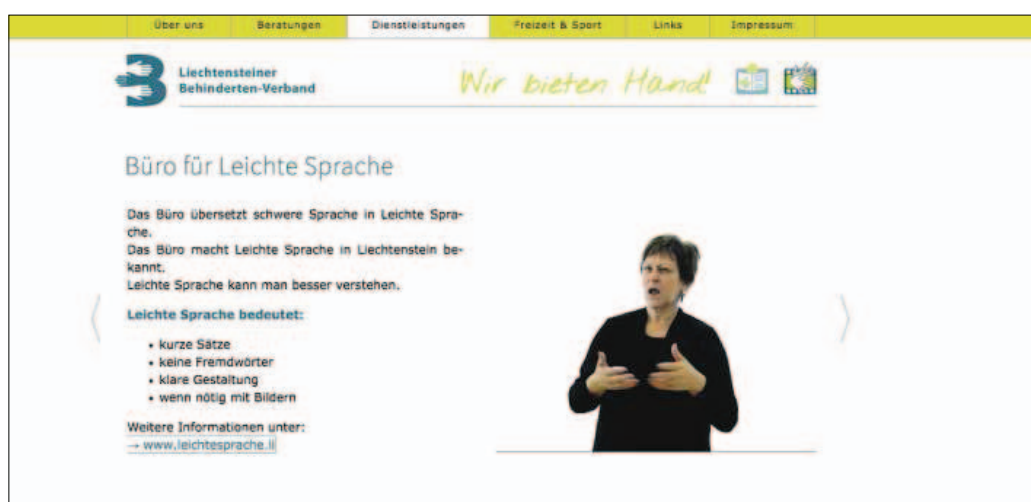 Über uns Beratungen Dienstleistungen Freizeit & Sport Links Impressum
Liechtensteiner
Behinderten-Verband
Wir bieten Hand!
Büro für Leichte Sprache
Das Büro übersetzt schwere Sprache in Leichte Spra-
che.
Das Büro macht Leichte Sprache in Liechtenstein be-
kannt.
Leichte Sprache kann man besser verstehen.
Leichte Sprache bedeutet:
• kurze Sätze
• keine Fremdwörter
• klare Gestaltung
• wenn nötig mit Bildern
Weitere Informationen unter:
→ www.leichtesprache.li